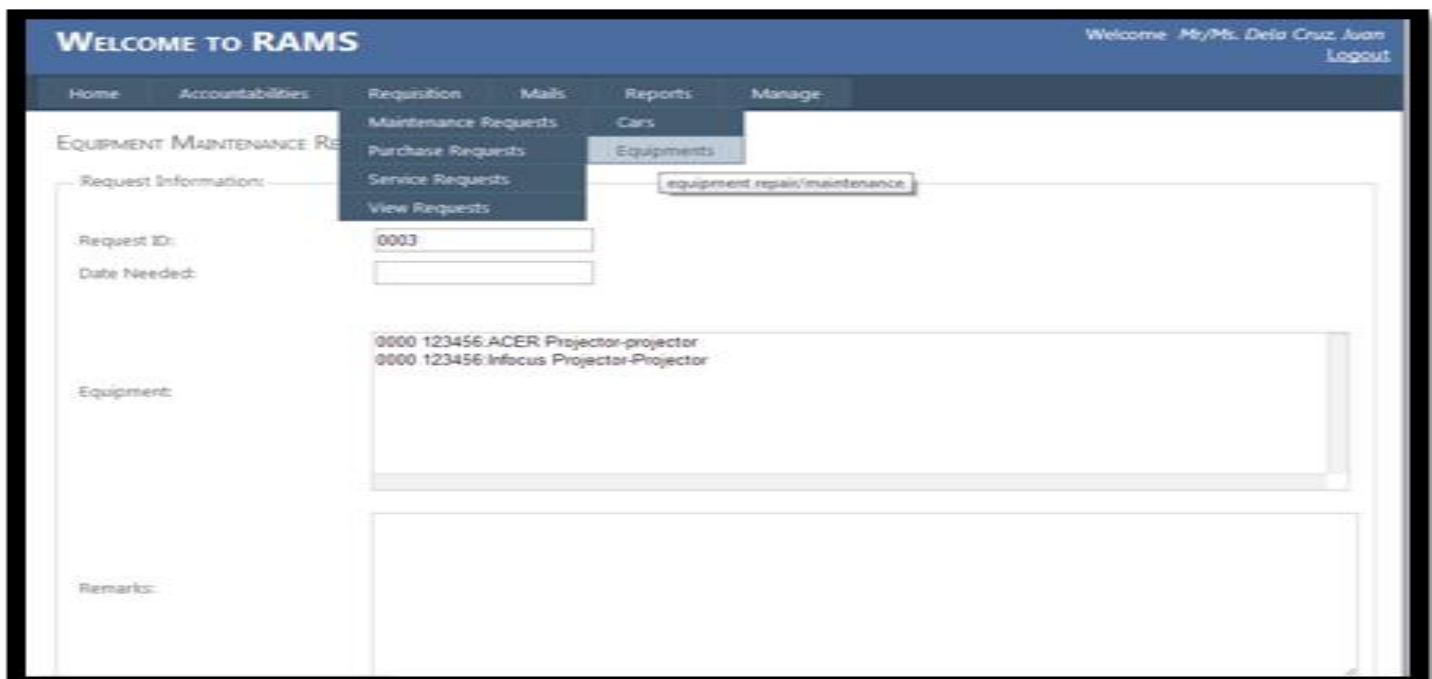 WELCOME TO RAMS
Welcome Mr/Ms. Dela Cruz, Juan
Logout
Home Accountabilities Requisition Mails Reports Manage
Maintenance Requests Cars
EQUIPMENT MAINTENANCE RE
Purchase Requests Equipments
Request Information:
Service Requests equipment repair/maintenance
View Requests
Request ID: 0003
Date Needed:
0000 123456:ACER Projector-projector
0000 123456:Infocus Projector-Projector
Equipment:
Remarks: